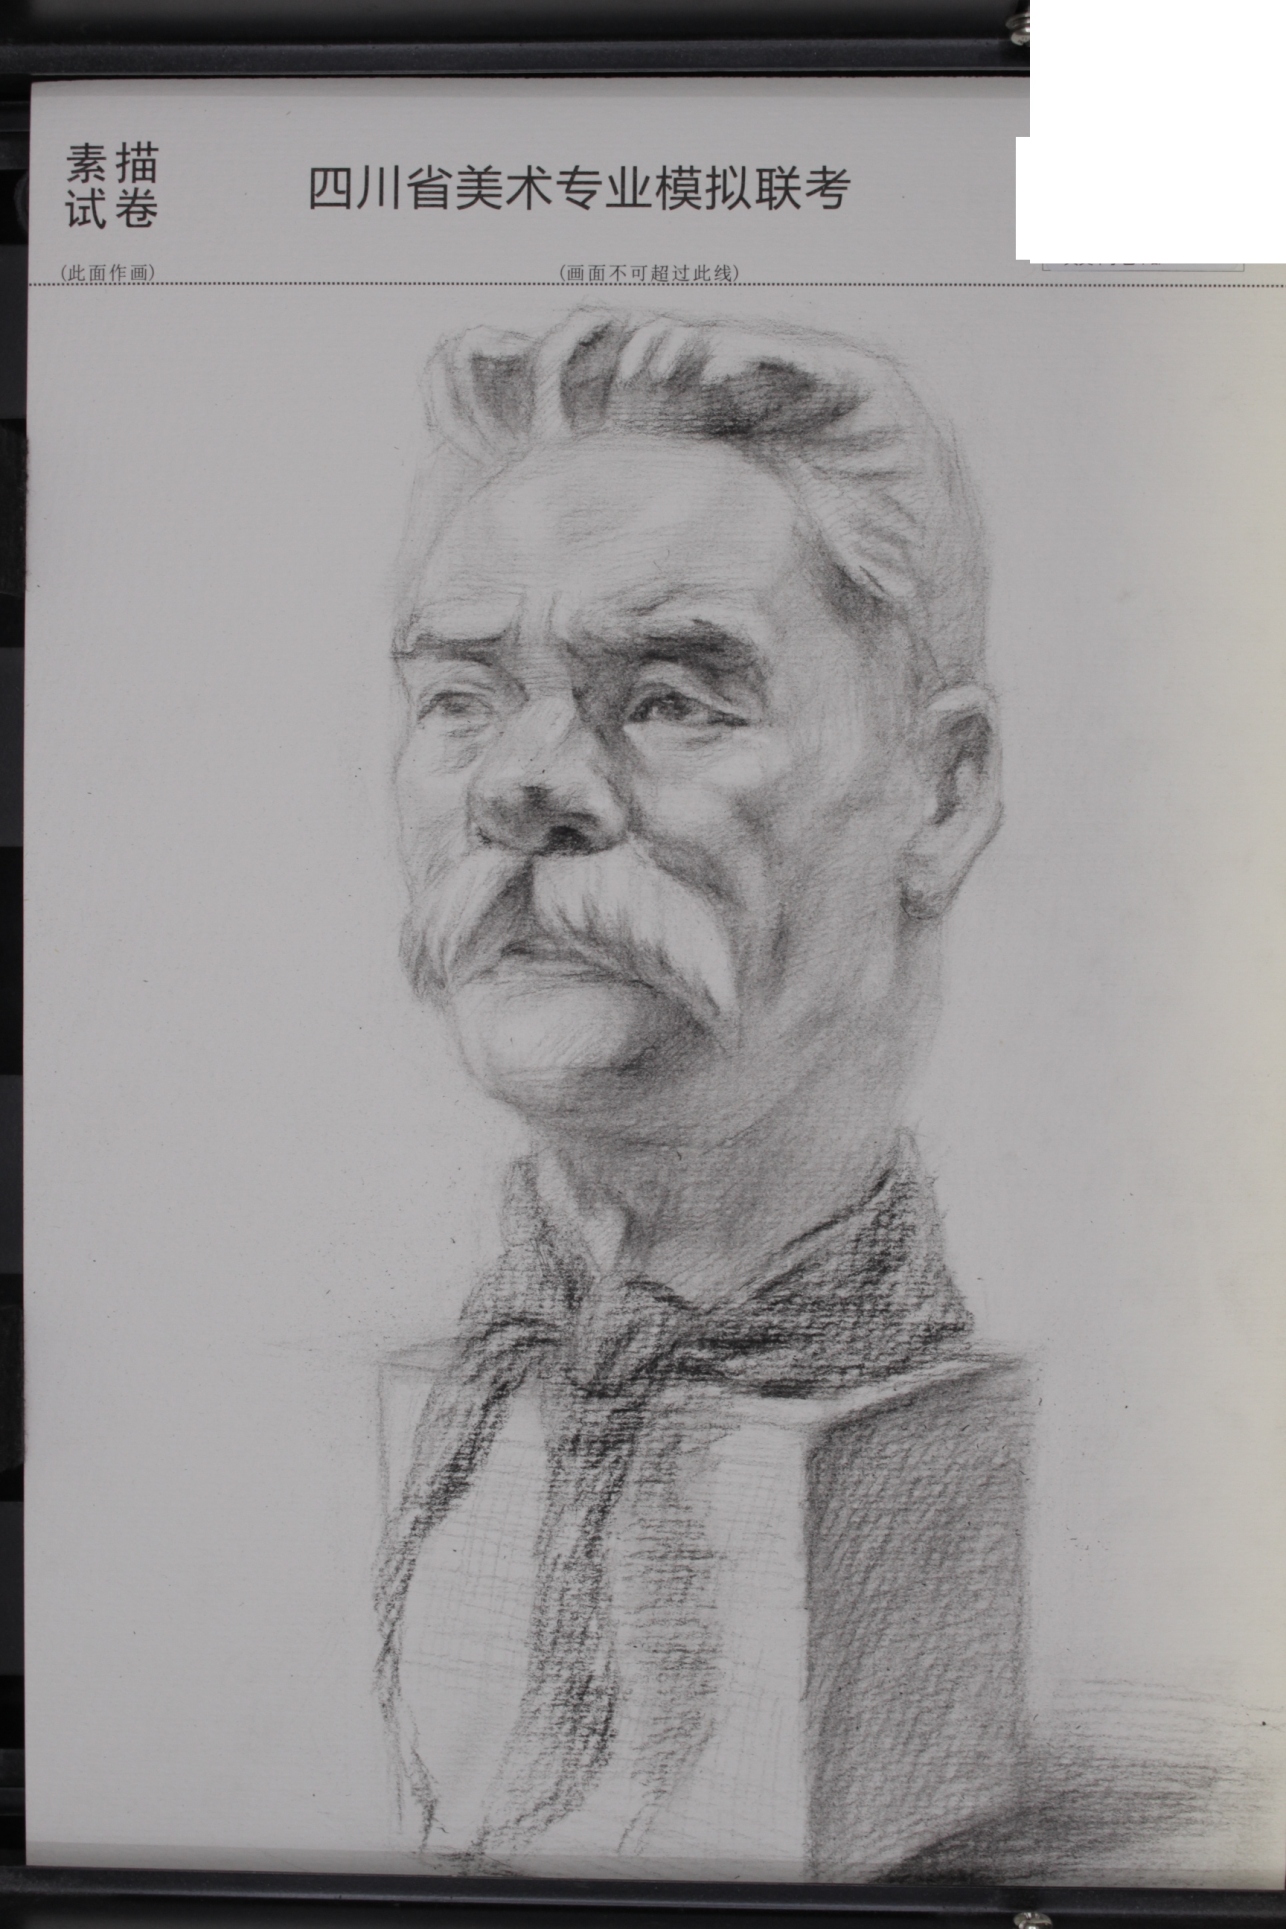 素描
试卷
四川省美术专业模拟联考
(此面作画)
(画面不可超过此线)